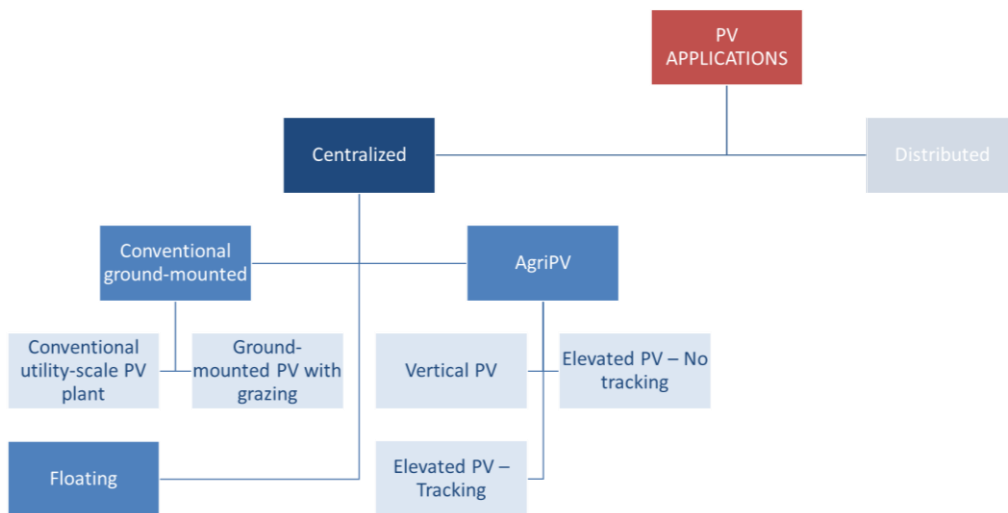 PV
APPLICATIONS
Centralized
Distributed
Conventional
ground-mounted
AgriPV
Conventional
utility-scale PV
plant
Ground-
mounted PV with
grazing
Vertical PV
Elevated PV – No
tracking
Floating
Elevated PV –
Tracking